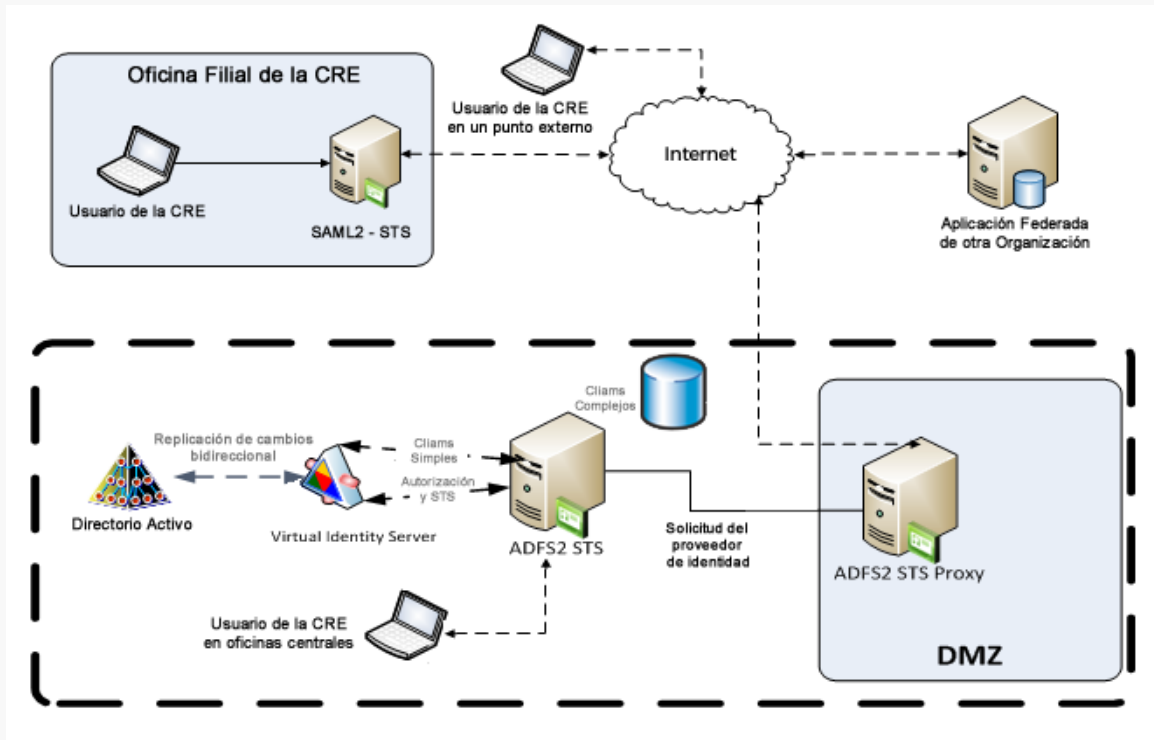 Oficina Filial de la CRE
Usuario de la CRE
SAML2 - STS
Usuario de la CRE
en un punto externo
Internet
Aplicación Federada
de otra Organización
Cliams
Complejos
Replicación de cambios
bidireccional
Cliams
Simples
Autorización
y STS
Directorio Activo
Virtual Identity Server
ADFS2 STS
Solicitud del
proveedor
de identidad
ADFS2 STS Proxy
Usuario de la CRE
en oficinas centrales
DMZ